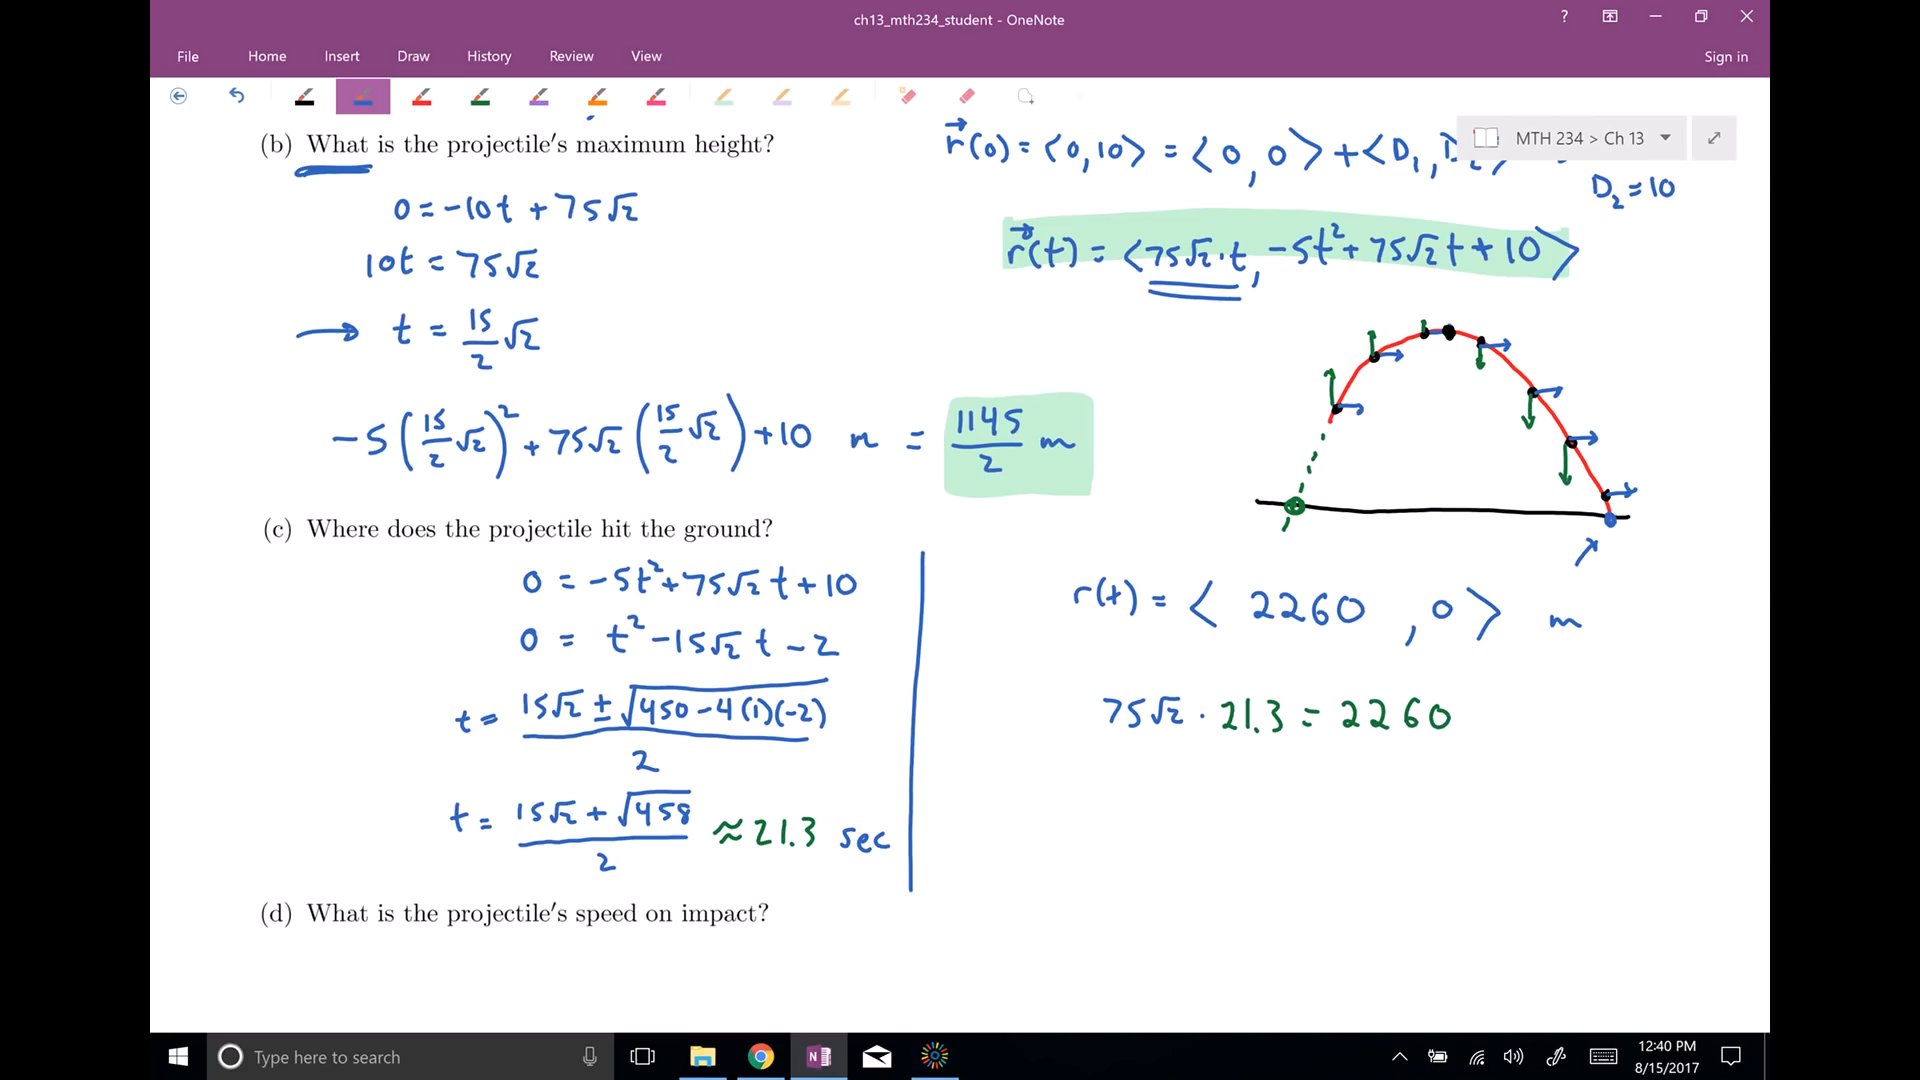 ch13_mth234_student - OneNote
?
File Home Insert Draw History Review View Sign in
MTH 234 > Ch 13
(b) What is the projectile's maximum height?
r⃗(0) = ⟨0,10⟩ = ⟨0, 0⟩ + ⟨D₁,
D₂ = 10
0 = -10t + 75√2
r⃗(t) = ⟨75√2·t, -5t² + 75√2 t + 10⟩
10t = 75√2
→ t = 15/2 √2
-5(15/2 √2)² + 75√2 (15/2 √2) + 10 m = 1145/2 m
(c) Where does the projectile hit the ground?
0 = -5t² + 75√2 t + 10
0 = t² - 15√2 t - 2
t = (15√2 ± √(450 - 4(1)(-2)))/2
t = (15√2 + √458)/2 ≈ 21.3 sec
r(t) = ⟨2260, 0⟩ m
75√2 · 21.3 = 2260
(d) What is the projectile's speed on impact?
Type here to search
12:40 PM
8/15/2017